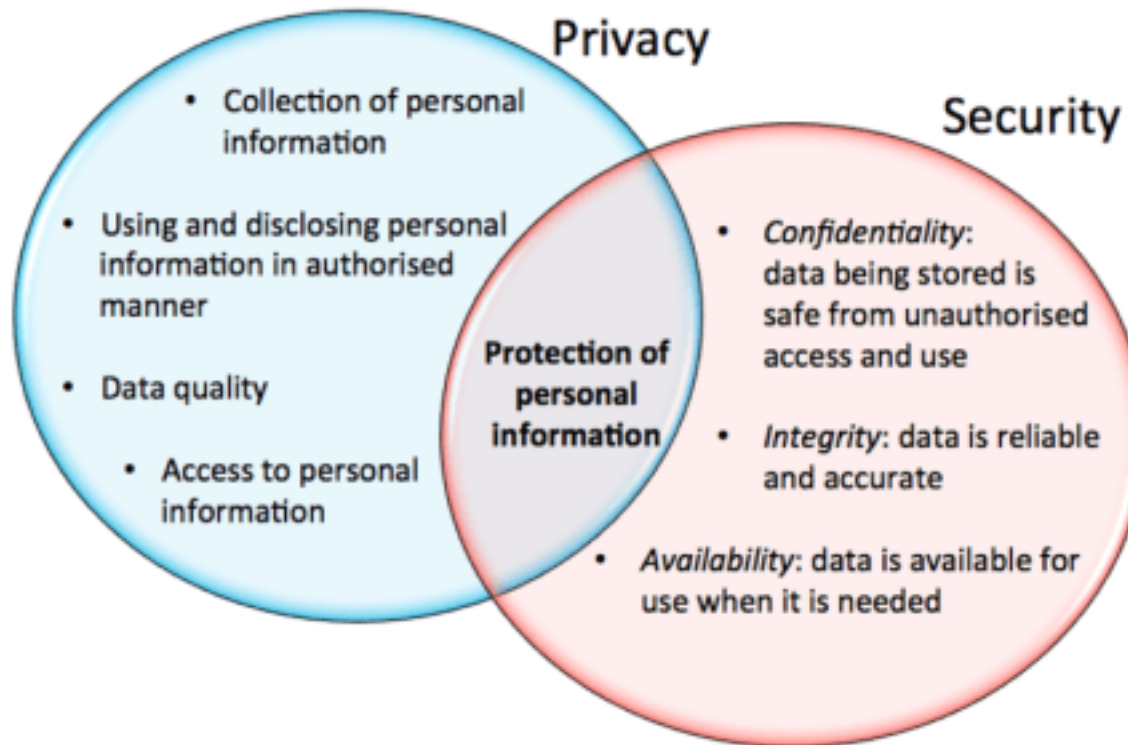 Privacy
• Collection of personal
information
• Using and disclosing personal
information in authorised
manner
• Data quality
• Access to personal
information
Protection of
personal
information
Security
• Confidentiality:
data being stored is
safe from unauthorised
access and use
• Integrity: data is reliable
and accurate
• Availability: data is available for
use when it is needed